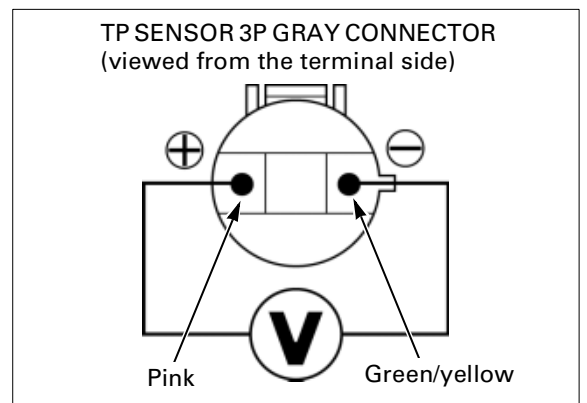 TP SENSOR 3P GRAY CONNECTOR
(viewed from the terminal side)
+
−
V
Pink
Green/yellow